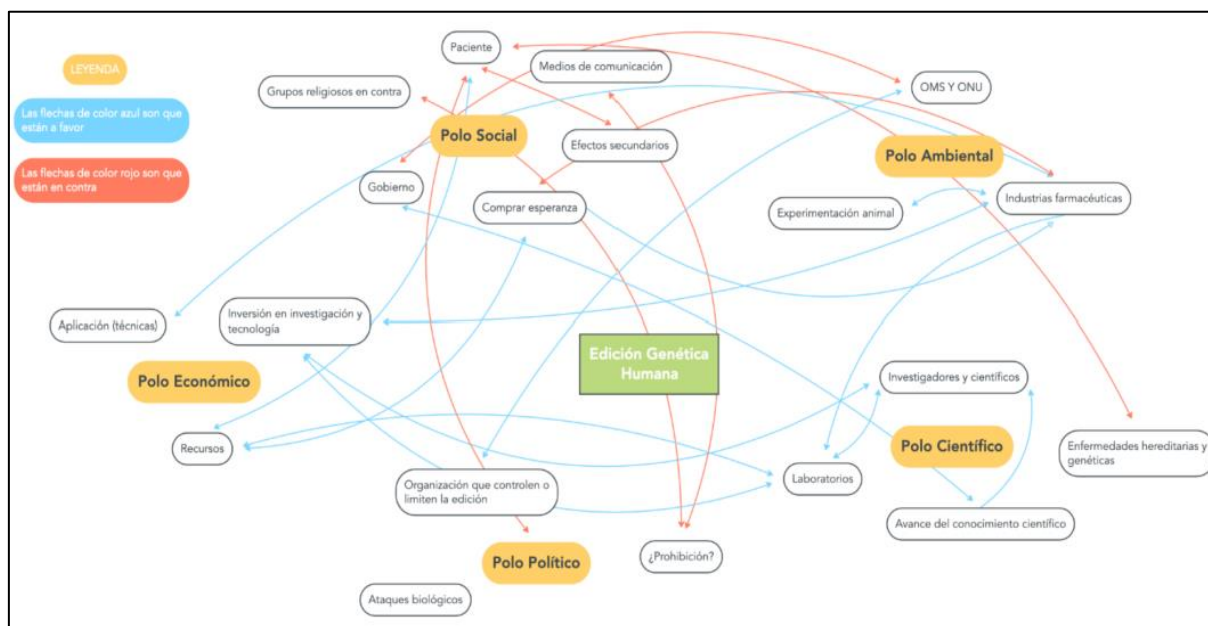 LEYENDA
Las flechas de color azul son que
están a favor
Las flechas de color rojo son que
están en contra
Paciente
Medios de comunicación
Grupos religiosos en contra
OMS Y ONU
Polo Social
Efectos secundarios
Polo Ambiental
Gobierno
Comprar esperanza
Experimentación animal
Industrias farmacéuticas
Aplicación (técnicas)
Inversión en investigación y
tecnología
Polo Económico
Recursos
Edición Genética
Humana
Investigadores y científicos
Polo Científico
Enfermedades hereditarias y
genéticas
Laboratorios
Avance del conocimiento científico
Organización que controlen o
limiten la edición
Polo Político
¿Prohibición?
Ataques biológicos